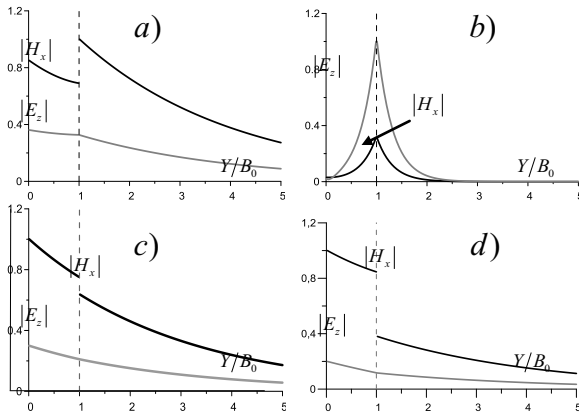 1.2
a)
|H_x|
0.8
|E_z|
0.4
Y/B_0
0
0 1 2 3 4 5
1.2
b)
|E_z|
0.8
|H_x|
0.4
Y/B_0
0
0 1 2 3 4 5
1.2
c)
|H_x|
0.8
|E_z|
0.4
Y/B_0
0
0 1 2 3 4 5
1.2
d)
|H_x|
0.8
|E_z|
0.4
Y/B_0
0
0 1 2 3 4 5